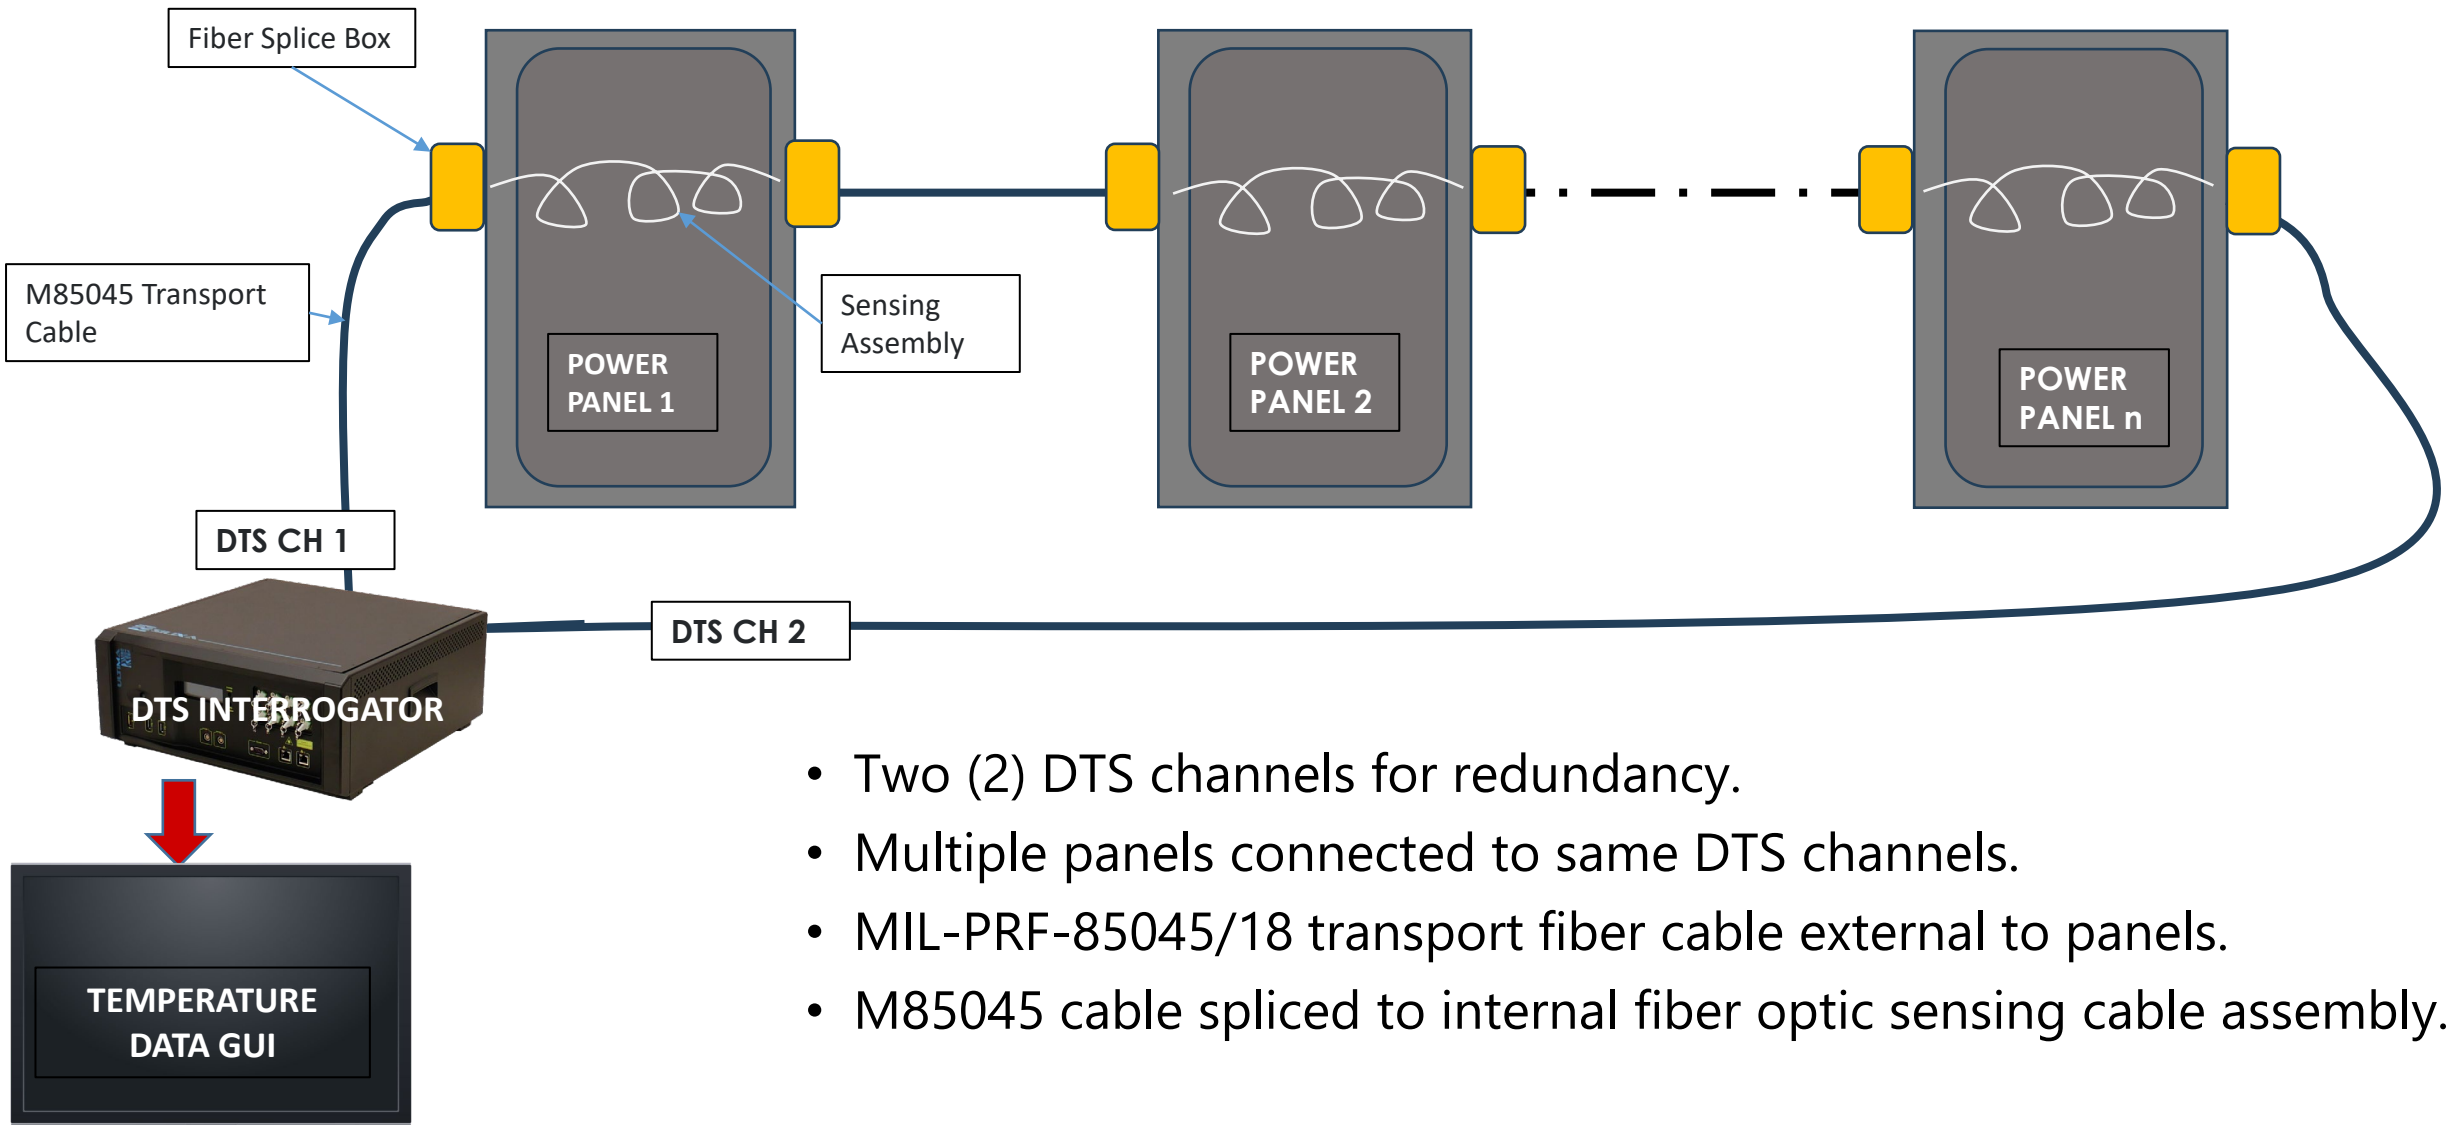 Fiber Splice Box
M85045 Transport
Cable
Sensing
Assembly
POWER
PANEL 1
POWER
PANEL 2
POWER
PANEL n
DTS CH 1
DTS CH 2
DTS INTERROGATOR
TEMPERATURE
DATA GUI
• Two (2) DTS channels for redundancy.
• Multiple panels connected to same DTS channels.
• MIL-PRF-85045/18 transport fiber cable external to panels.
• M85045 cable spliced to internal fiber optic sensing cable assembly.